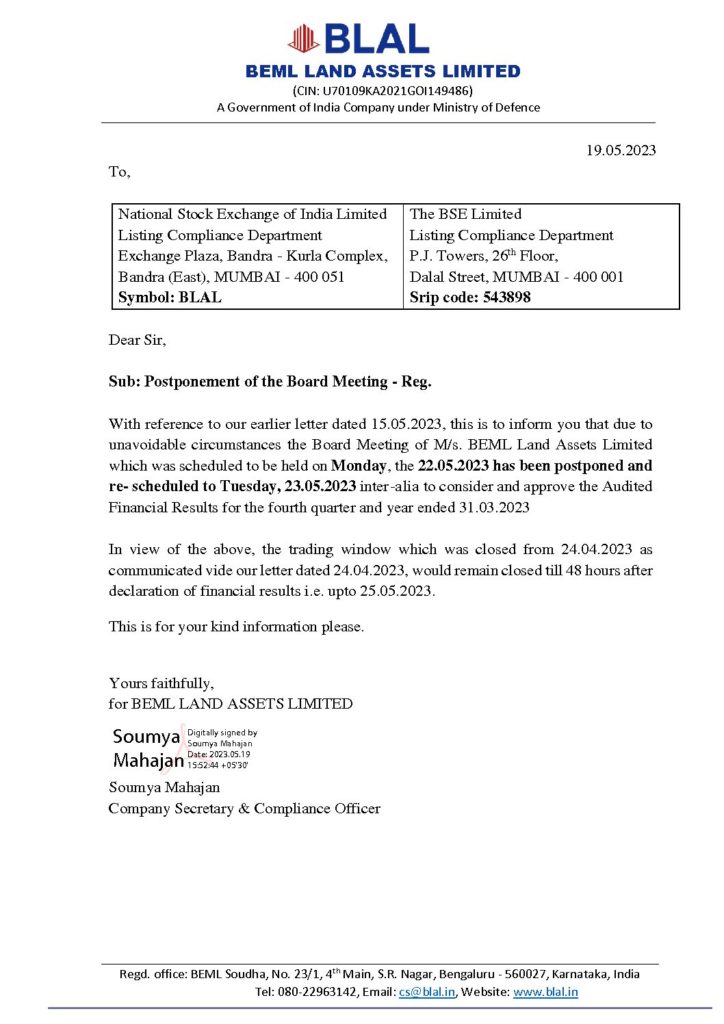 BLAL
BEML LAND ASSETS LIMITED
(CIN: U70109KA2021GOI149486)
A Government of India Company under Ministry of Defence
19.05.2023
To,
National Stock Exchange of India Limited
Listing Compliance Department
Exchange Plaza, Bandra - Kurla Complex,
Bandra (East), MUMBAI - 400 051
Symbol: BLAL
The BSE Limited
Listing Compliance Department
P.J. Towers, 26th Floor,
Dalal Street, MUMBAI - 400 001
Srip code: 543898
Dear Sir,
Sub: Postponement of the Board Meeting - Reg.
With reference to our earlier letter dated 15.05.2023, this is to inform you that due to
unavoidable circumstances the Board Meeting of M/s. BEML Land Assets Limited
which was scheduled to be held on Monday, the 22.05.2023 has been postponed and
re- scheduled to Tuesday, 23.05.2023 inter-alia to consider and approve the Audited
Financial Results for the fourth quarter and year ended 31.03.2023
In view of the above, the trading window which was closed from 24.04.2023 as
communicated vide our letter dated 24.04.2023, would remain closed till 48 hours after
declaration of financial results i.e. upto 25.05.2023.
This is for your kind information please.
Yours faithfully,
for BEML LAND ASSETS LIMITED
Soumya
Mahajan
Digitally signed by
Soumya Mahajan
Date: 2023.05.19
15:52:44 +05'30'
Soumya Mahajan
Company Secretary & Compliance Officer
Regd. office: BEML Soudha, No. 23/1, 4th Main, S.R. Nagar, Bengaluru - 560027, Karnataka, India
Tel: 080-22963142, Email: cs@blal.in, Website: www.blal.in